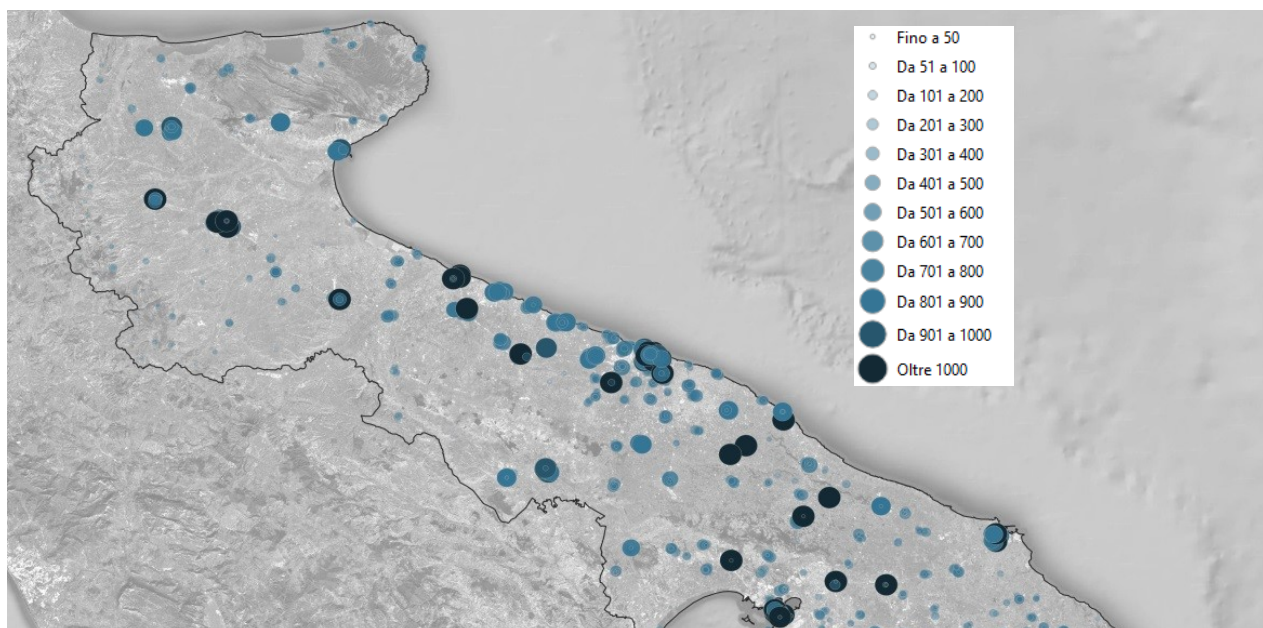 Fino a 50
Da 51 a 100
Da 101 a 200
Da 201 a 300
Da 301 a 400
Da 401 a 500
Da 501 a 600
Da 601 a 700
Da 701 a 800
Da 801 a 900
Da 901 a 1000
Oltre 1000